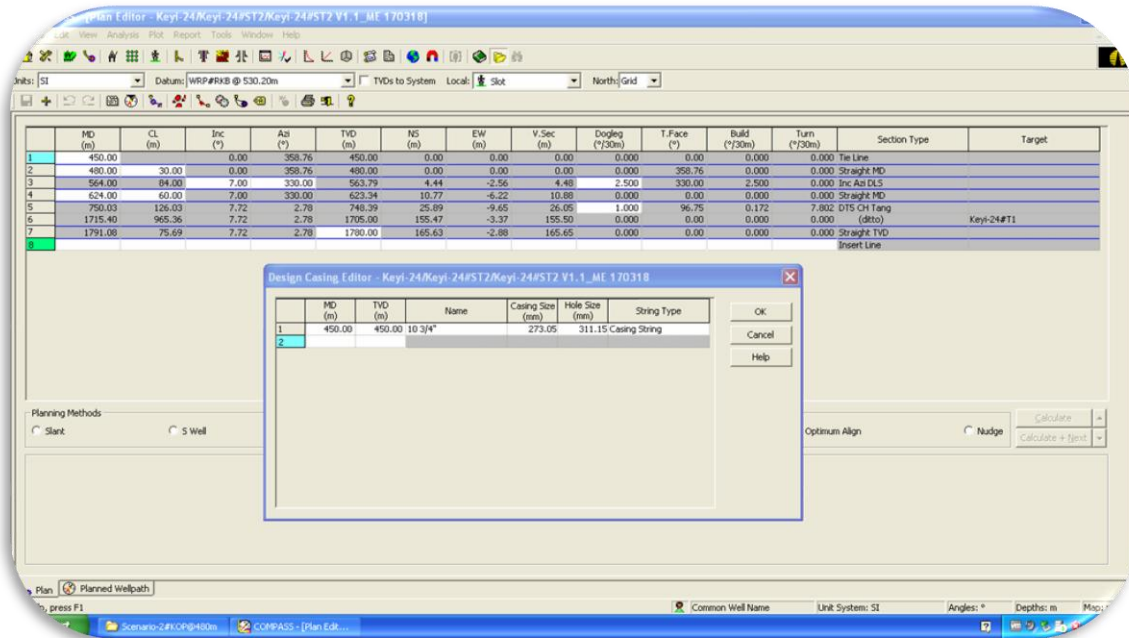 [Plan Editor - Keyi-24/Keyi-24#ST2/Keyi-24#ST2 V1.1_ME 170318]
Edit View Analysis Plot Report Tools Window Help
Units: SI Datum: WRP#RKB @ 530.20m TVDs to System Local: Slot North: Grid
MD (m) CL (m) Inc (°) Azi (°) TVD (m) NS (m) EW (m) V.Sec (m) Dogleg (°/30m) T.Face (°) Build (°/30m) Turn (°/30m) Section Type Target
1 450.00 0.00 358.76 450.00 0.00 0.00 0.00 0.000 0.00 0.000 0.000 Tie Line
2 480.00 30.00 0.00 358.76 480.00 0.00 0.00 0.00 0.000 358.76 0.000 0.000 Straight MD
3 564.00 84.00 7.00 330.00 563.79 4.44 -2.56 4.48 2.500 330.00 2.500 0.000 Inc Azi DLS
4 624.00 60.00 7.00 330.00 623.34 10.77 -6.22 10.88 0.000 0.00 0.000 0.000 Straight MD
5 750.03 126.03 7.72 2.78 748.39 25.89 -9.65 26.05 1.000 96.75 0.172 7.802 DT5 CH Tang
6 1715.40 965.36 7.72 2.78 1705.00 155.47 -3.37 155.50 0.000 0.00 0.000 0.000 (ditto) Keyi-24#T1
7 1791.08 75.69 7.72 2.78 1780.00 165.63 -2.88 165.65 0.000 0.00 0.000 0.000 Straight TVD
8 Insert Line
Design Casing Editor - Keyi-24/Keyi-24#ST2/Keyi-24#ST2 V1.1_ME 170318
MD (m) TVD (m) Name Casing Size (mm) Hole Size (mm) String Type
1 450.00 450.00 10 3/4" 273.05 311.15 Casing String
2
OK
Cancel
Help
Planning Methods
Slant S Well Optimum Align Nudge
Calculate
Calculate + Next
Plan Planned Wellpath
press F1 Common Well Name Unit System: SI Angles: ° Depths: m Map:
Scenario-2#KOP@480m COMPASS - [Plan Edit...